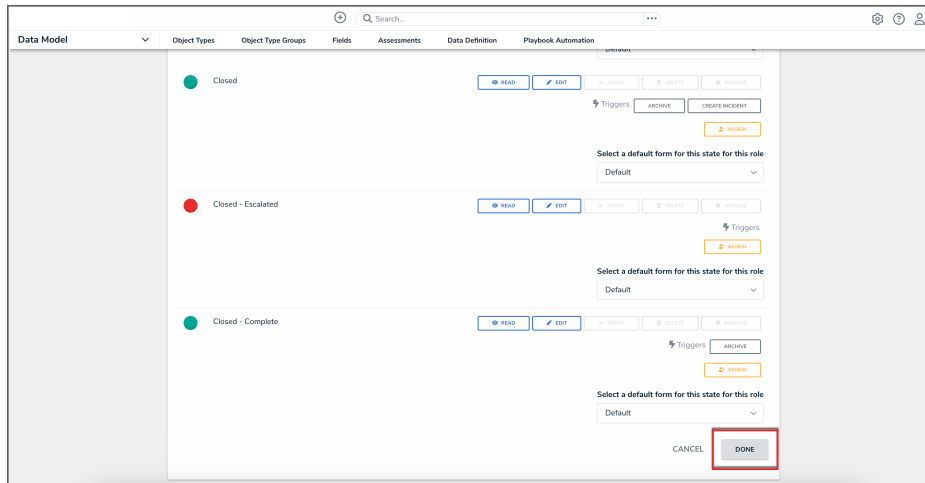 Search...
Data Model
Object Types Object Type Groups Fields Assessments Data Definition Playbook Automation
Default
Closed READ EDIT MERGE DELETE MANAGE
Triggers ARCHIVE CREATE INCIDENT
ASSIGN
Select a default form for this state for this role
Default
Closed - Escalated READ EDIT MERGE DELETE MANAGE
Triggers
ASSIGN
Select a default form for this state for this role
Default
Closed - Complete READ EDIT MERGE DELETE MANAGE
Triggers ARCHIVE
ASSIGN
Select a default form for this state for this role
Default
CANCEL DONE